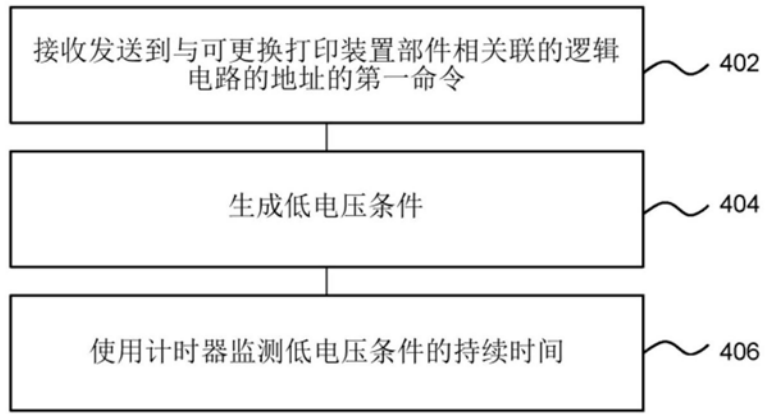 接收发送到与可更换打印装置部件相关联的逻辑
电路的地址的第一命令
402
生成低电压条件
404
使用计时器监测低电压条件的持续时间
406